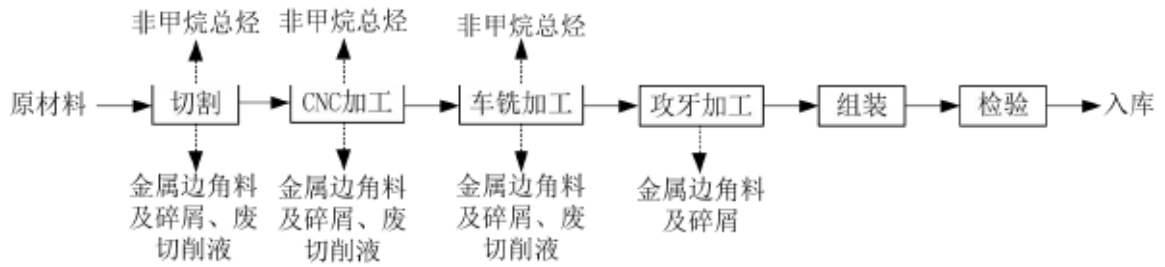 非甲烷总烃
非甲烷总烃
非甲烷总烃
原材料
切割
CNC加工
车铣加工
攻牙加工
组装
检验
入库
金属边角料
及碎屑、废
切削液
金属边角料
及碎屑、废
切削液
金属边角料
及碎屑、废
切削液
金属边角料
及碎屑